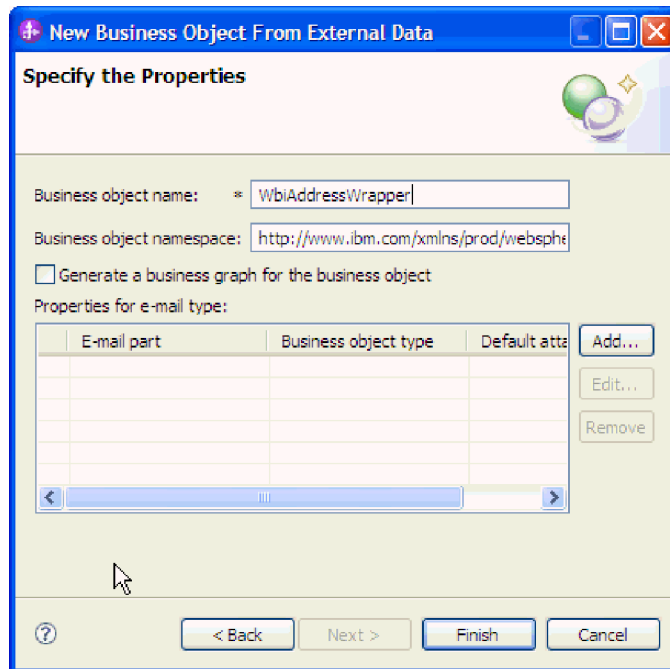 New Business Object From External Data
Specify the Properties
Business object name: * WbiAddressWrapper
Business object namespace: http://www.ibm.com/xmlns/prod/websphe
Generate a business graph for the business object
Properties for e-mail type:
E-mail part Business object type Default atta Add...
Edit...
Remove
? < Back Next > Finish Cancel